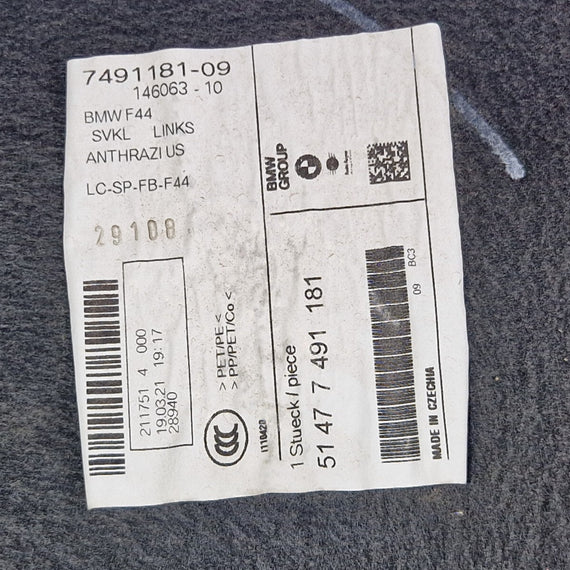 7491181-09
146063 - 10
BMW F44
SVKL LINKS
ANTHRAZI US
LC-SP-FB-F44
29108
211751 4 000
19.03.21 19:17
28940
> PET/PE <
> PP/PET/Co <
CCC
I110420
BMW
GROUP
1 Stueck / piece
51 47 7 491 181
09 BC3
MADE IN CZECHIA